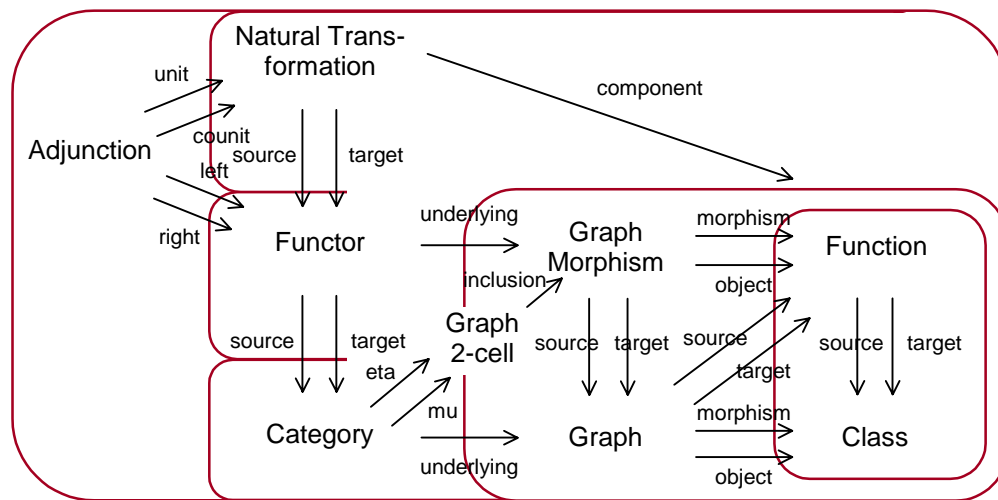 Natural Trans-
formation
unit
component
counit
Adjunction
source
target
left
underlying
morphism
right
Functor
Graph
Morphism
Function
inclusion
object
Graph
2-cell
source
target
source
target
source
source
target
eta
target
mu
morphism
Category
Graph
Class
underlying
object